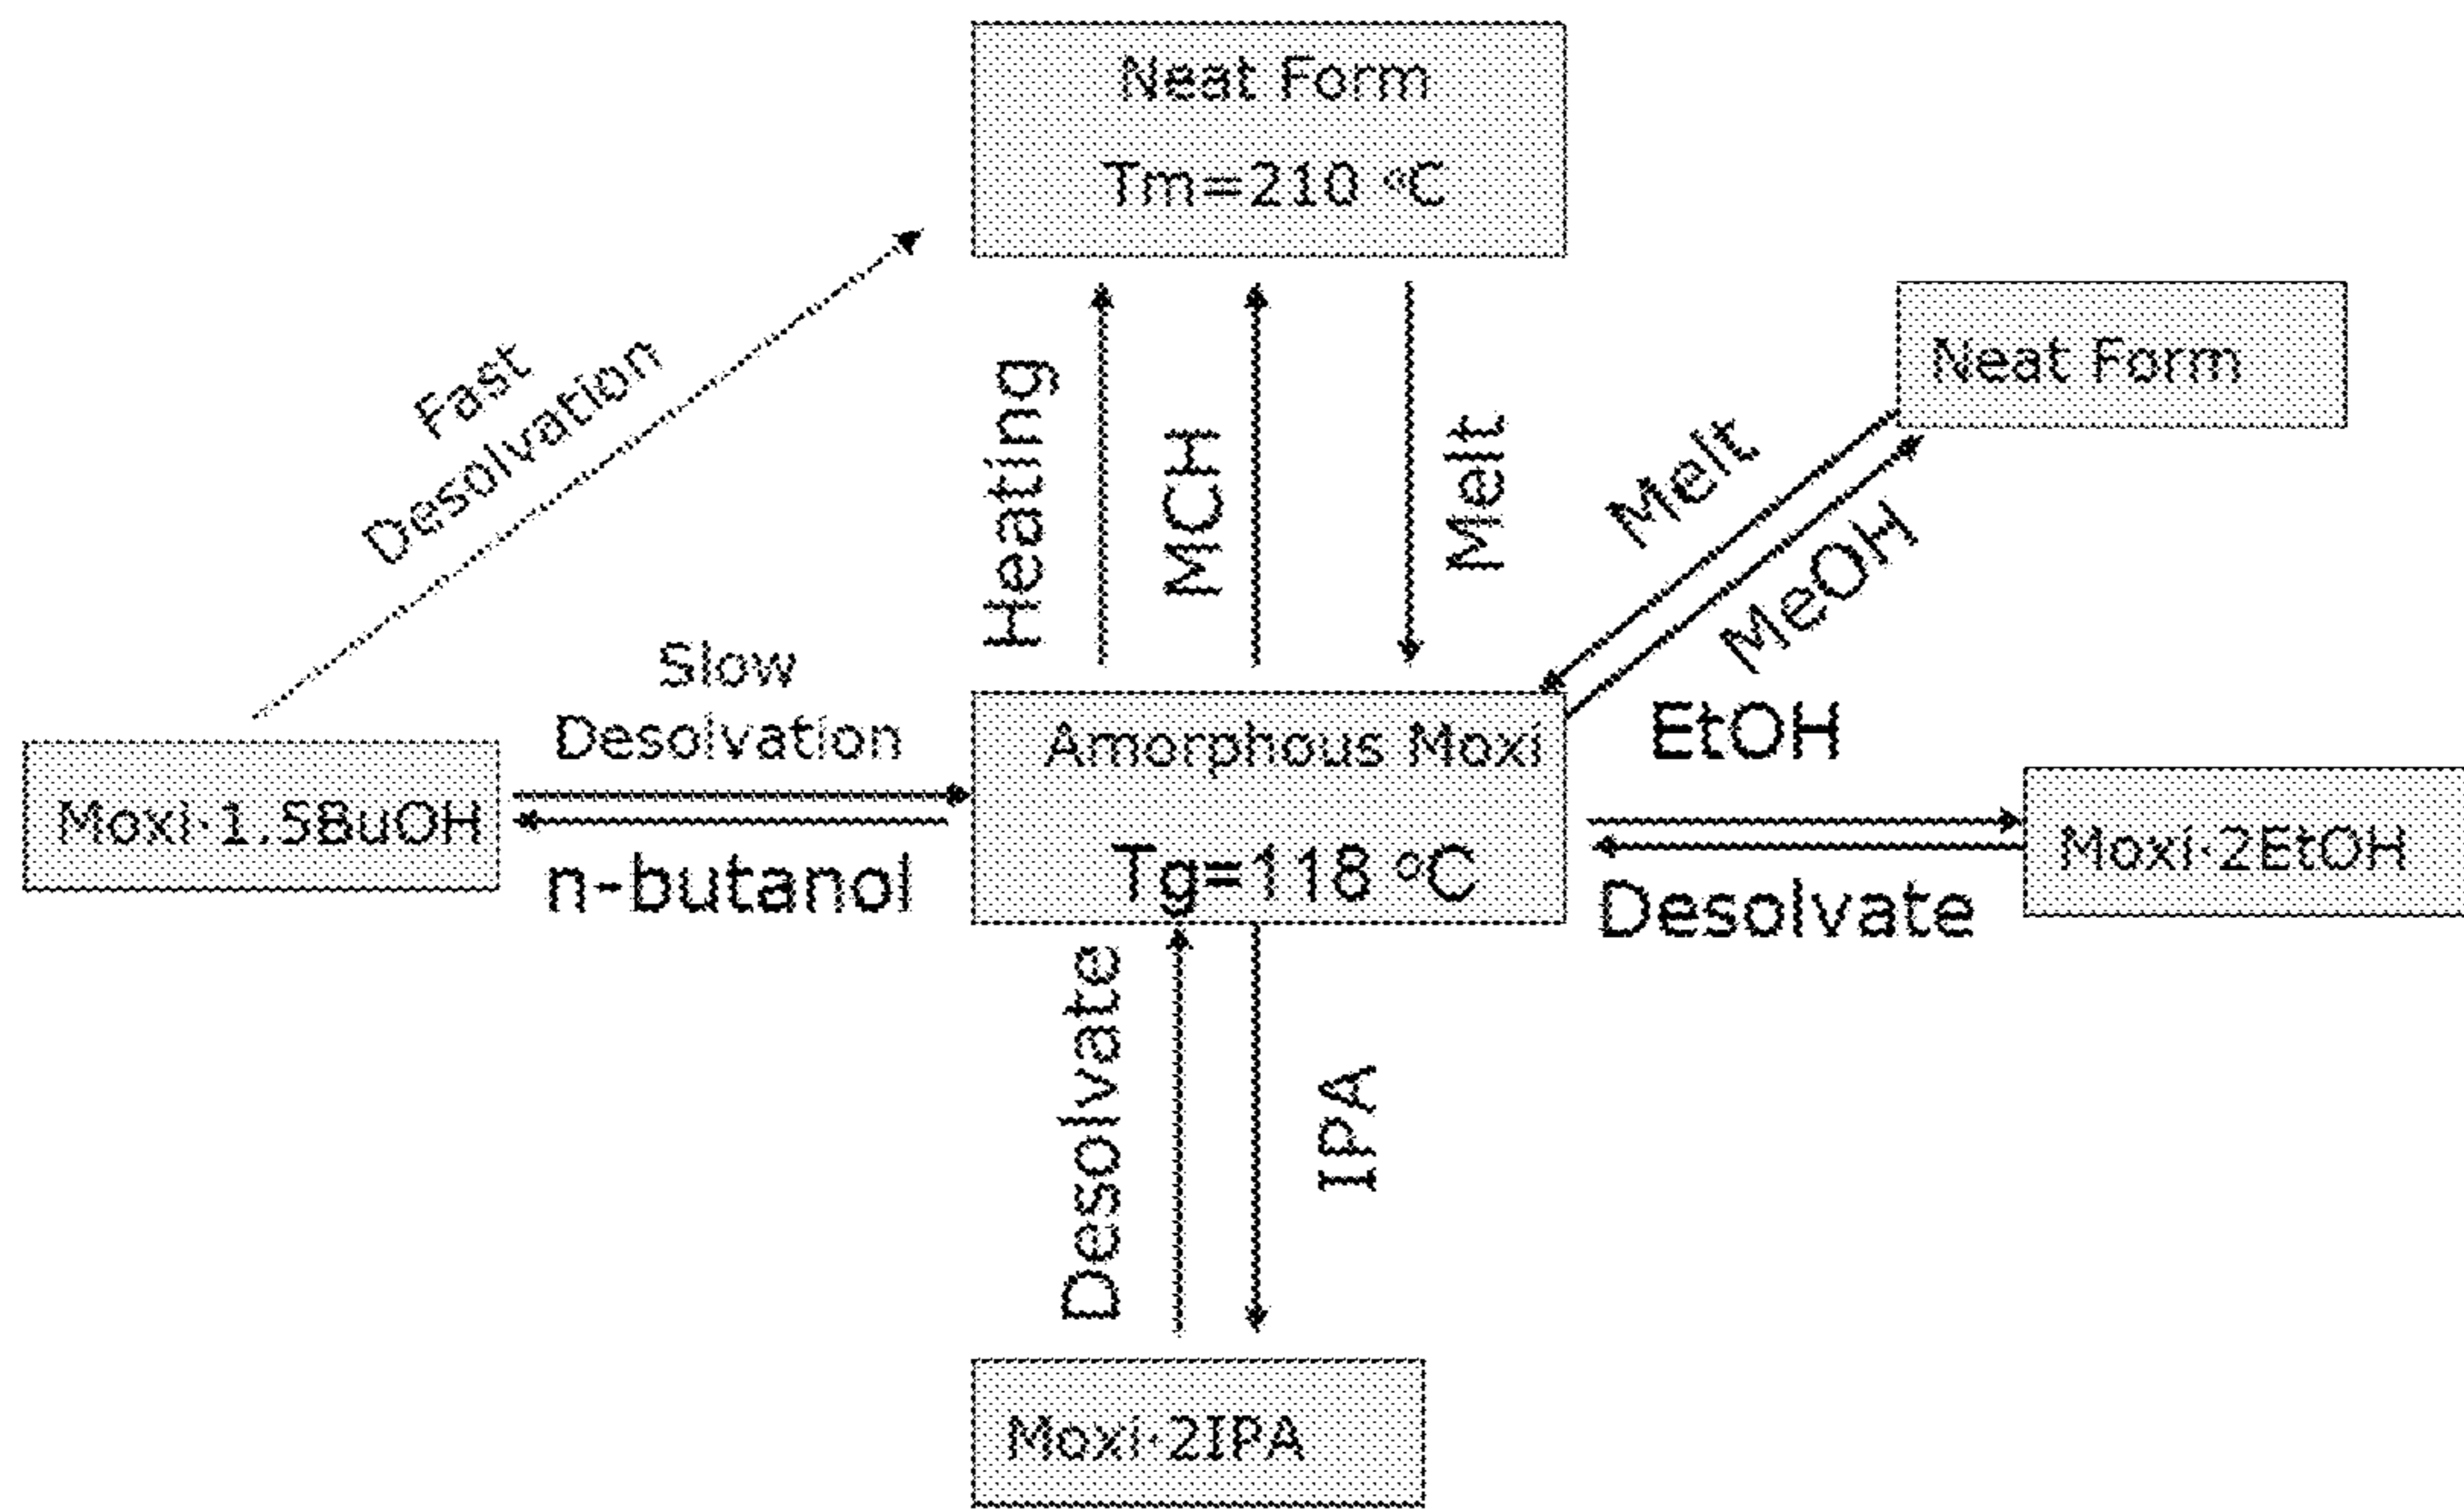 Neat Form
Tm=210 °C
Neat Form
Fast
Desolvation
Heating
MCH
Melt
Melt
MeOH
Slow
Desolvation
n-butanol
Moxi·1.5BuOH
Amorphous Moxi
Tg=118 °C
EtOH
Desolvate
Moxi·2EtOH
Desolvate
IPA
Moxi·2IPA